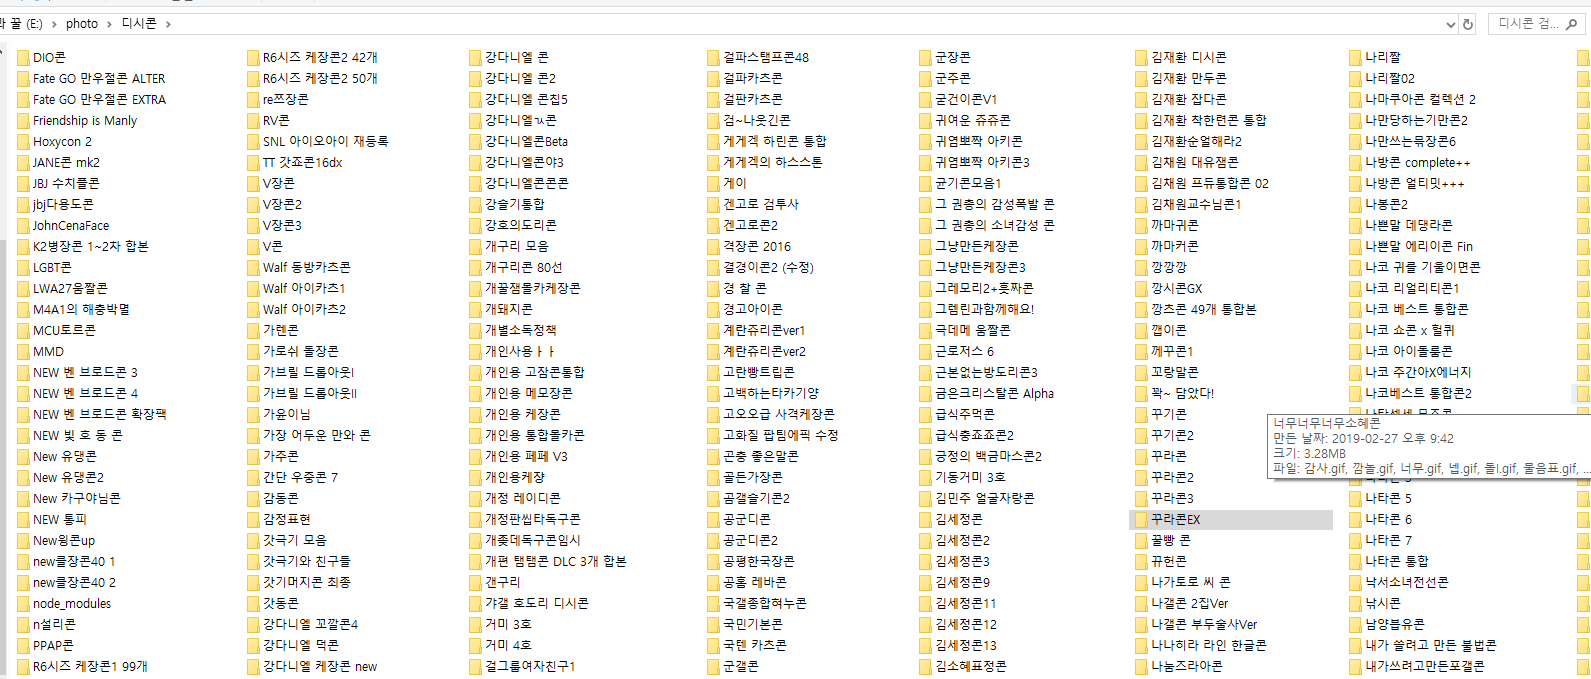 꿀 (E:) > photo > 디시콘 >
디시콘 검...
DIO콘
Fate GO 만우절콘 ALTER
Fate GO 만우절콘 EXTRA
Friendship is Manly
Hoxycon 2
JANE콘 mk2
JBJ 수치플콘
jbj다용도콘
JohnCenaFace
K2병장콘 1~2차 합본
LGBT콘
LWA27움짤콘
M4A1의 해충박멸
MCU토르콘
MMD
NEW 벤 브로드콘 3
NEW 벤 브로드콘 4
NEW 벤 브로드콘 확장팩
NEW 빛 호 동 콘
New 유댕콘
New 유댕콘2
New 카구야님콘
NEW 통피
New윙콘up
new클장콘40 1
new클장콘40 2
node_modules
n설리콘
PPAP콘
R6시즈 케장콘1 99개
R6시즈 케장콘2 42개
R6시즈 케장콘2 50개
re쯔장콘
RV콘
SNL 아이오아이 재등록
TT 갓죠콘16dx
V장콘
V장콘2
V장콘3
V콘
Walf 동방카츠콘
Walf 아이카츠1
Walf 아이카츠2
가렌콘
가로쉬 돌장콘
가브릴 드롭아웃I
가브릴 드롭아웃II
가윤이님
가장 어두운 만와 콘
가주콘
간단 우중콘 7
감동콘
감정표현
갓극기 모음
갓극기와 친구들
갓기머지콘 최종
갓동콘
강다니엘 꼬깔콘4
강다니엘 덕콘
강다니엘 케장콘 new
강다니엘 콘
강다니엘 콘2
강다니엘 콘칩5
강다니엘ㄳ콘
강다니엘콘Beta
강다니엘콘야3
강다니엘콘콘콘
강슬기통합
강호의도리콘
개구리 모음
개구리콘 80선
개꿀잼몰카케장콘
개돼지콘
개별소독정책
개인사용ㅏㅏ
개인용 고잠콘통합
개인용 메모장콘
개인용 케장콘
개인용 통합몰카콘
개인용 페페 V3
개인용케쟝
개정 레이디콘
개정판씹타독구콘
개좆데독구콘임시
개편 탬탬콘 DLC 3개 합본
갠구리
갸갤 호도리 디시콘
거미 3호
거미 4호
걸그룹여자친구1
걸파스탬프콘48
걸파카츠콘
걸판카츠콘
검~나웃긴콘
게게겍 하린콘 통합
게게겍의 하스스톤
게이
겐고로 검투사
겐고로콘2
격장콘 2016
결경이콘2 (수정)
경 찰 콘
경고아이콘
계란쥬리콘ver1
계란쥬리콘ver2
고란빵트립콘
고백하는타카기양
고오오급 사격케장콘
고화질 팝팀에픽 수정
곤충 좋은말콘
골든가장콘
곰갤슬기콘2
공군디콘
공군디콘2
공평한국장콘
공홈 레바콘
국갤종합혀누콘
국민기본콘
국텐 카츠콘
군갤콘
군장콘
군주콘
굳건이콘V1
귀여운 쥬쥬콘
귀염뽀짝 아키콘
귀염뽀짝 아키콘3
균기콘모음1
그 권총의 감성폭발 콘
그 권총의 소녀감성 콘
그냥만든케장콘
그냥만든케장콘3
그레모리2+흣짜콘
그렘린과함께해요!
극데메 움짤콘
근로저스 6
근본없는방도리콘3
금은크리스탈콘 Alpha
급식주먹콘
급식충죠죠콘2
긍정의 백금마스콘2
기동거미 3호
김민주 얼굴자랑콘
김세정콘
김세정콘2
김세정콘3
김세정콘9
김세정콘11
김세정콘12
김세정콘13
김소혜표정콘
김재환 디시콘
김재환 만두콘
김재환 잡다콘
김재환 착한련콘 통합
김재환순얼해라2
김채원 대유잼콘
김채원 프듀통합콘 02
김채원교수님콘1
까마귀콘
까마커콘
깡깡깡
깡시콘GX
깡츠콘 49개 통합본
깹이콘
께꾸콘1
꼬랑말콘
꽉~ 담았다!
꾸기콘
꾸기콘2
꾸라콘
꾸라콘2
꾸라콘3
꾸라콘EX
꿀빵 콘
뀨헌콘
나가토로 씨 콘
나갤콘 2집Ver
나갤콘 부두술사Ver
나나히라 라인 한글콘
나눔즈라아콘
나리짤
나리짤02
나마쿠아콘 컬렉션 2
나만당하는기만콘2
나만쓰는묶장콘6
나방콘 complete++
나방콘 얼티밋+++
나봉콘2
나쁜말 데댕라콘
나쁜말 에리이콘 Fin
나코 귀를 기울이면콘
나코 리얼리티콘1
나코 베스트 통합콘
나코 쇼콘 x 헐퀴
나코 아이돌룸콘
나코 주간아X에너지
나코베스트 통합콘2
너무너무너무소혜콘
만든 날짜: 2019-02-27 오후 9:42
크기: 3.28MB
파일: 감사.gif, 깜놀.gif, 너무.gif, 넵.gif, 돌I.gif, 물음표.gif, ...
나타콘 5
나타콘 6
나타콘 7
나타콘 통합
낙서소녀전선콘
낚시콘
남양븝유콘
내가 쓸려고 만든 불법콘
내가쓰려고만든포갤콘